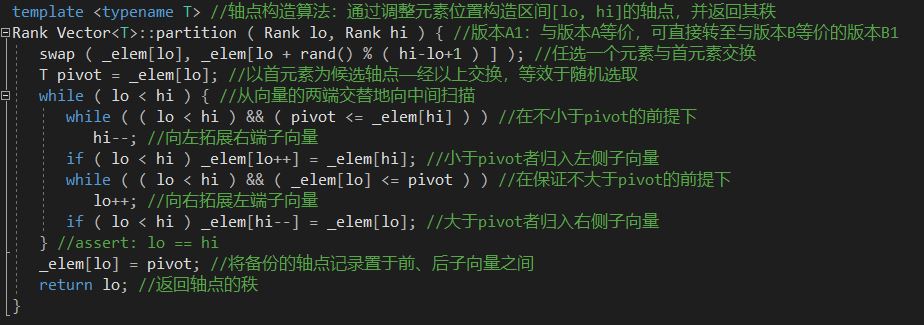 template <typename T> //轴点构造算法：通过调整元素位置构造区间[lo, hi]的轴点，并返回其秩
Rank Vector<T>::partition ( Rank lo, Rank hi ) { //版本A1：与版本A等价，可直接转至与版本B等价的版本B1
swap ( _elem[lo], _elem[lo + rand() % ( hi-lo+1 ) ] ); //任选一个元素与首元素交换
T pivot = _elem[lo]; //以首元素为候选轴点—经以上交换，等效于随机选取
while ( lo < hi ) { //从向量的两端交替地向中间扫描
while ( ( lo < hi ) && ( pivot <= _elem[hi] ) ) //在不小于pivot的前提下
hi--; //向左拓展右端子向量
if ( lo < hi ) _elem[lo++] = _elem[hi]; //小于pivot者归入左侧子向量
while ( ( lo < hi ) && ( _elem[lo] <= pivot ) ) //在保证不大于pivot的前提下
lo++; //向右拓展左端子向量
if ( lo < hi ) _elem[hi--] = _elem[lo]; //大于pivot者归入右侧子向量
} //assert: lo == hi
_elem[lo] = pivot; //将备份的轴点记录置于前、后子向量之间
return lo; //返回轴点的秩
}